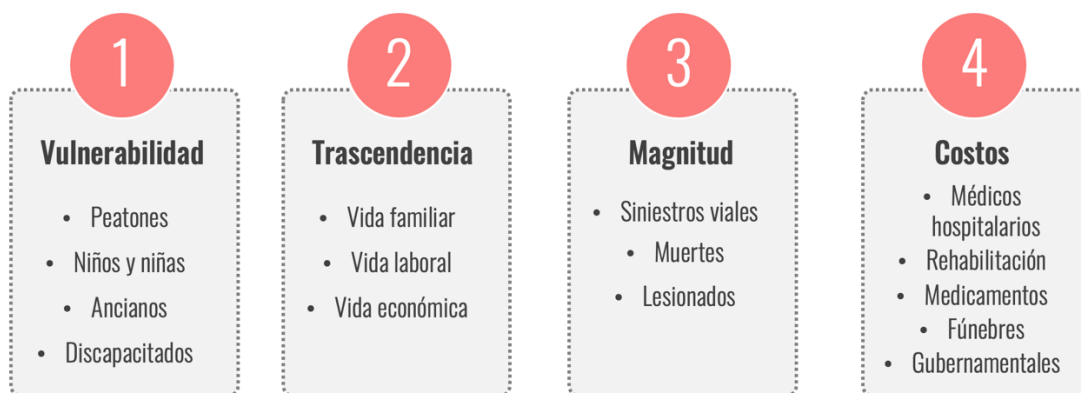 1
Vulnerabilidad
• Peatones
• Niños y niñas
• Ancianos
• Discapacitados
2
Trascendencia
• Vida familiar
• Vida laboral
• Vida económica
3
Magnitud
• Siniestros viales
• Muertes
• Lesionados
4
Costos
• Médicos
hospitalarios
• Rehabilitación
• Medicamentos
• Fúnebres
• Gubernamentales